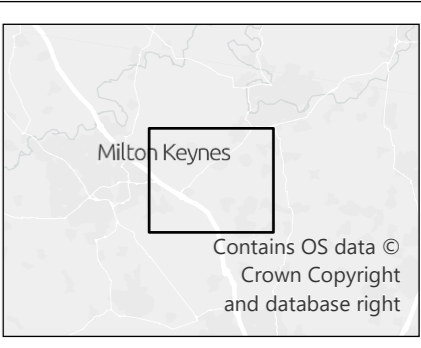 Milton Keynes
Contains OS data ©
Crown Copyright
and database right